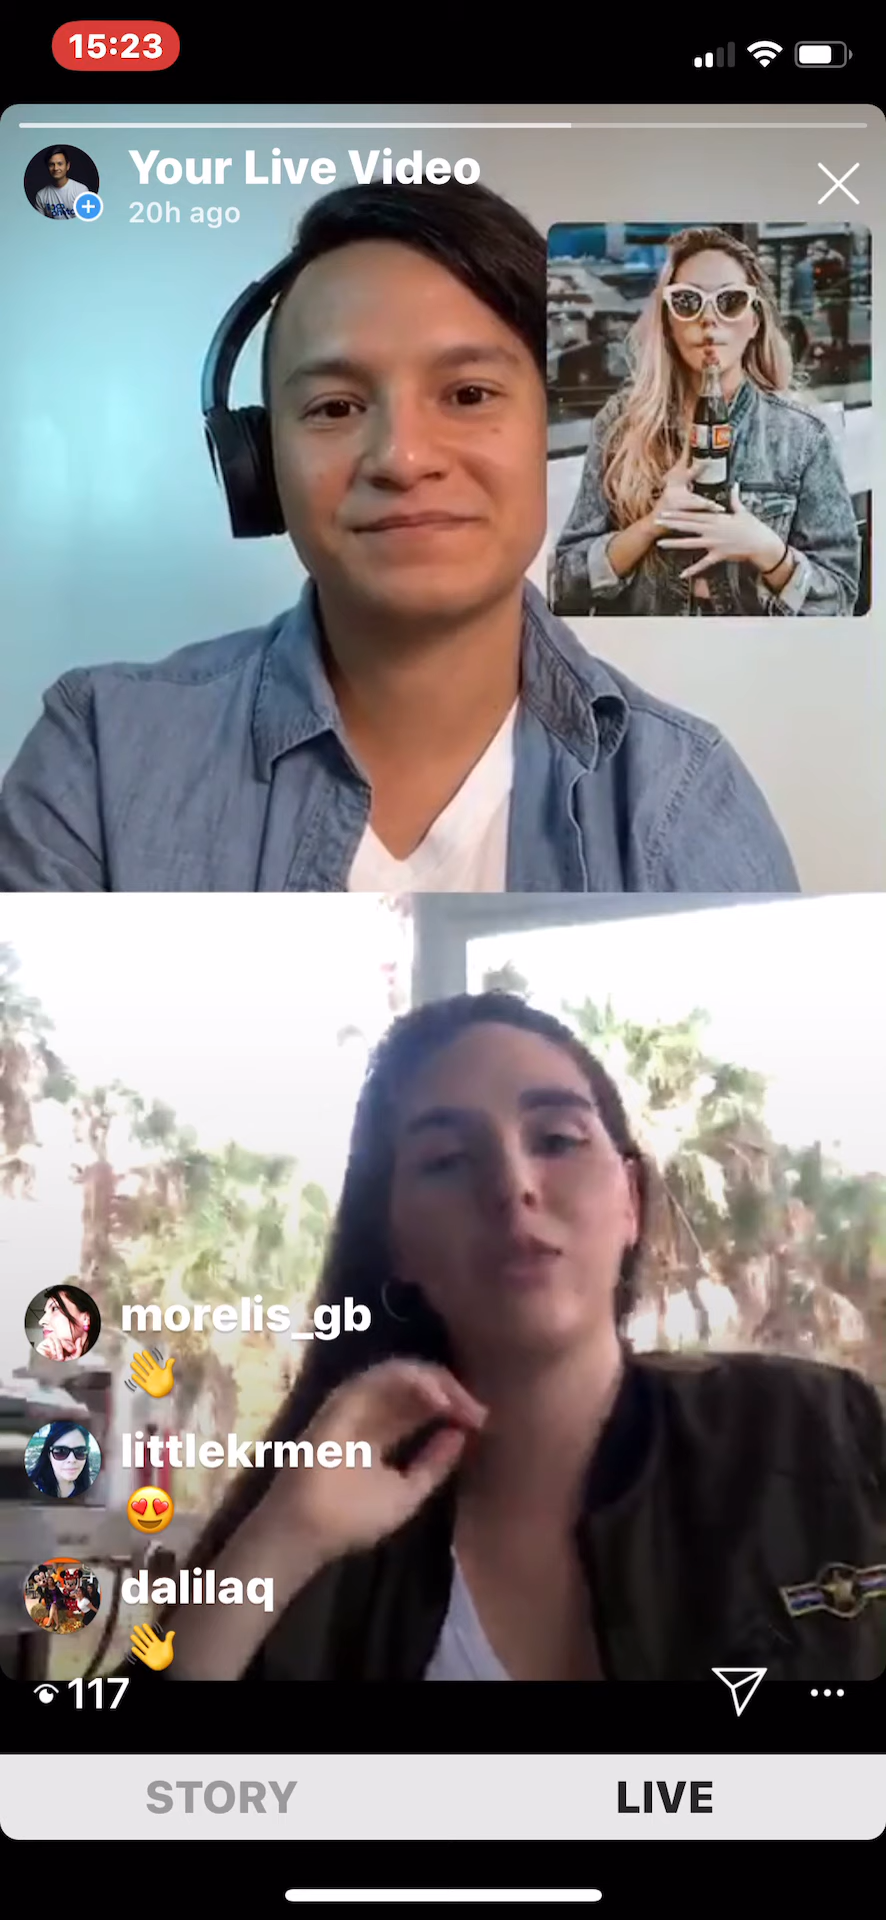 15:23
Your Live Video
20h ago
morelis_gb
👋
littlekrmen
😍
dalilaq
👋
117
STORY
LIVE